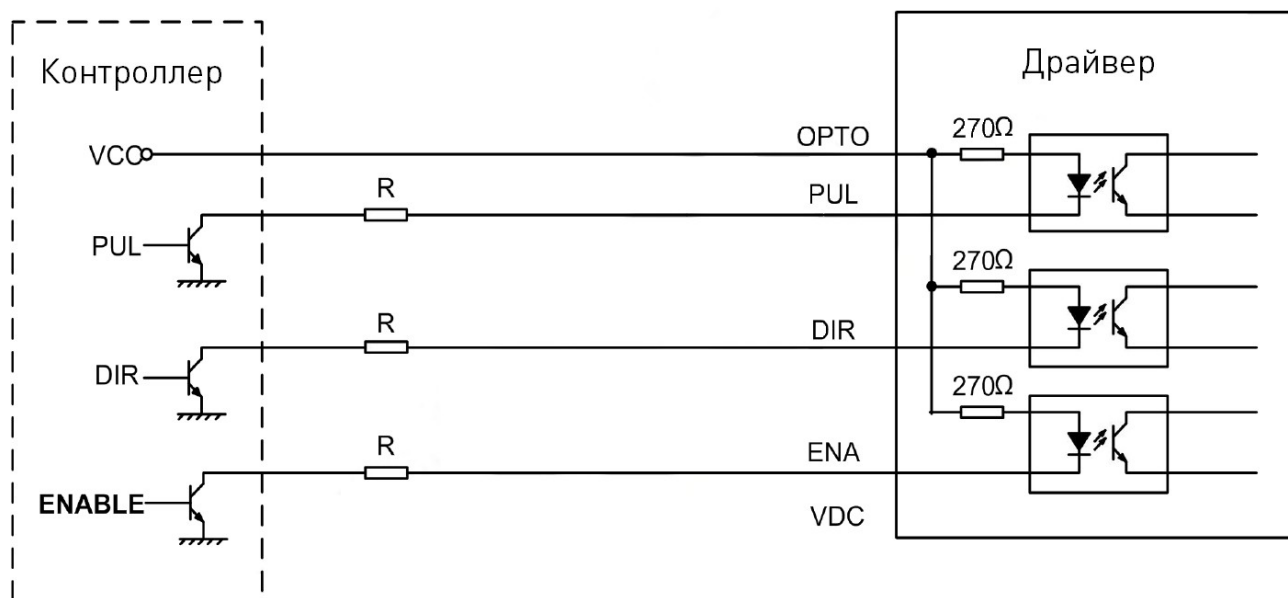 Контроллер
Драйвер
VCC
OPTO
270Ω
R
PUL
PUL
270Ω
R
DIR
DIR
270Ω
R
ENA
ENABLE
VDC